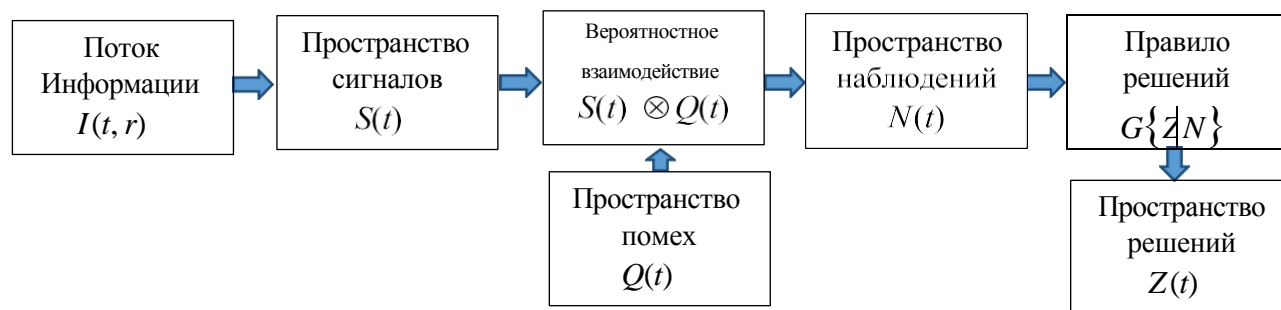 Поток
Информации
I(t, r)
Пространство
сигналов
S(t)
Вероятностное
взаимодействие
S(t) ⊗ Q(t)
Пространство
наблюдений
N(t)
Правило
решений
G{Z|N}
Пространство
помех
Q(t)
Пространство
решений
Z(t)